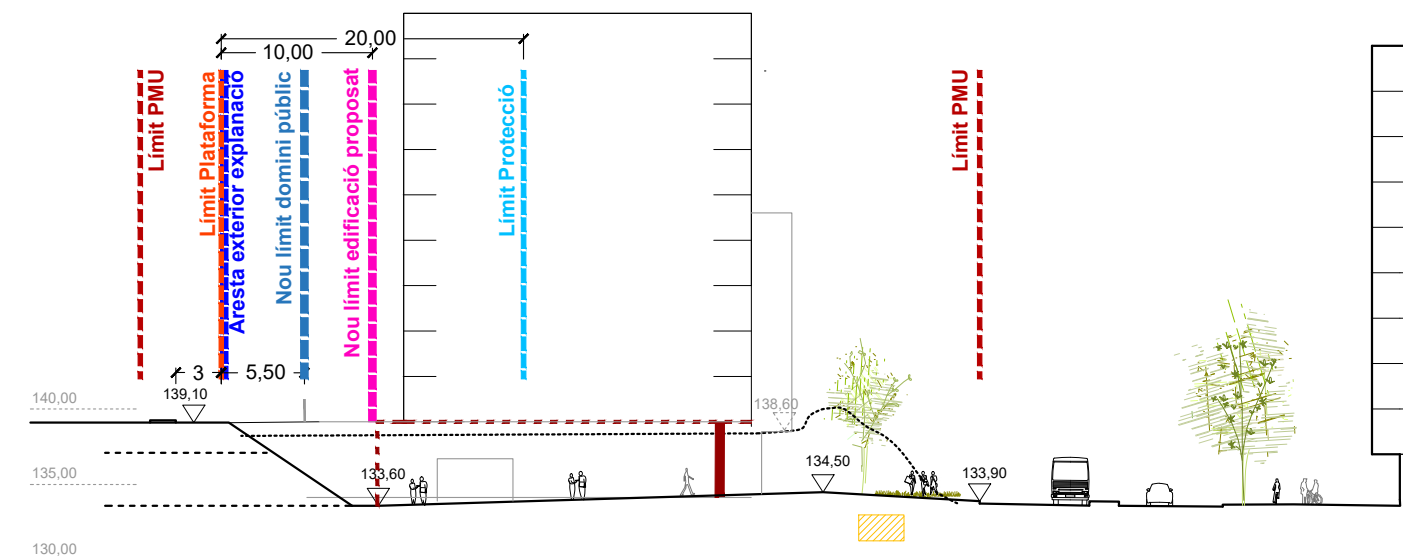 20,00
10,00
Límit PMU
Límit Plataforma
Aresta exterior explanació
Nou límit domini públic
Nou límit edificació proposat
Límit Protecció
Límit PMU
3
5,50
139,10
140,00
138,60
135,00
133,60
134,50
133,90
130,00